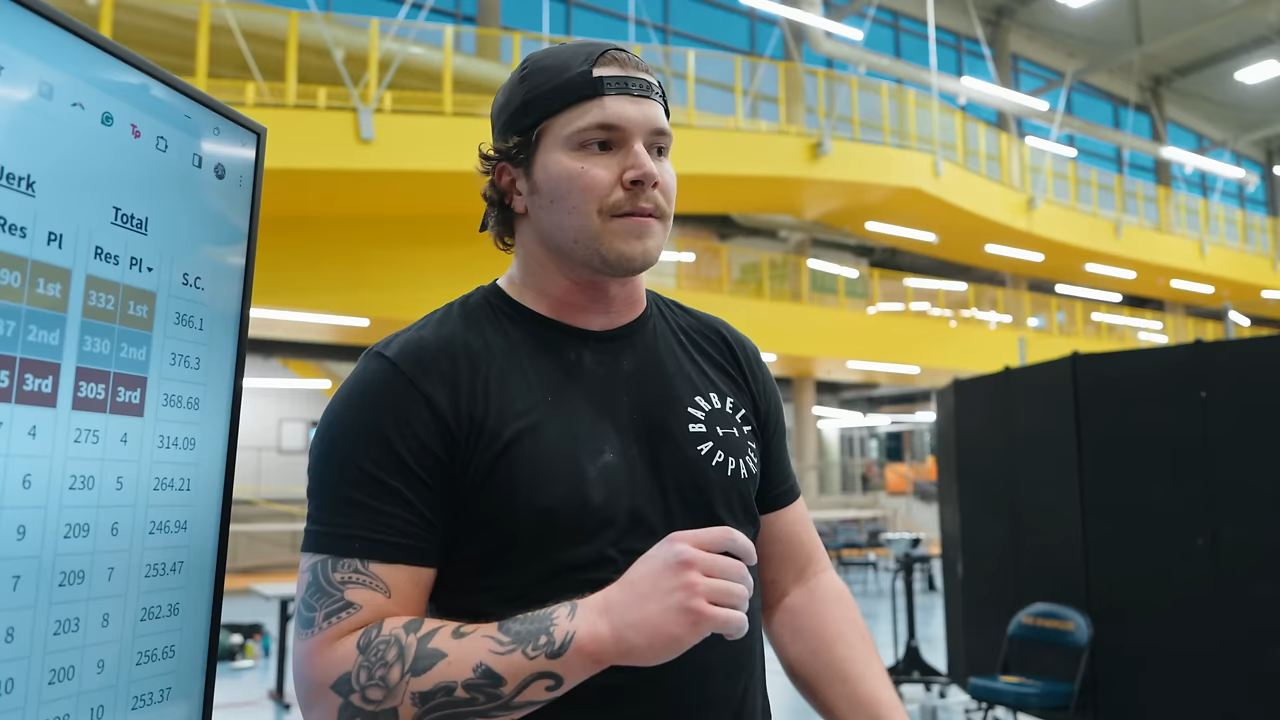 Jerk
Total
Res Pl Res Pl S.C.
90 1st 332 1st 366.1
37 2nd 330 2nd 376.3
5 3rd 305 3rd 368.68
4 275 4 314.09
6 230 5 264.21
9 209 6 246.94
7 209 7 253.47
8 203 8 262.36
10 200 9 256.65
10 253.37
BARBELL
APPAREL